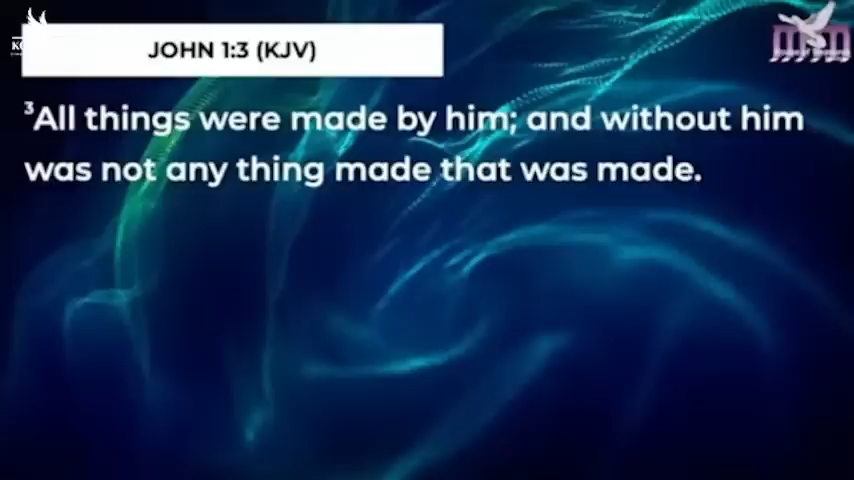 JOHN 1:3 (KJV)
³All things were made by him; and without him
was not any thing made that was made.